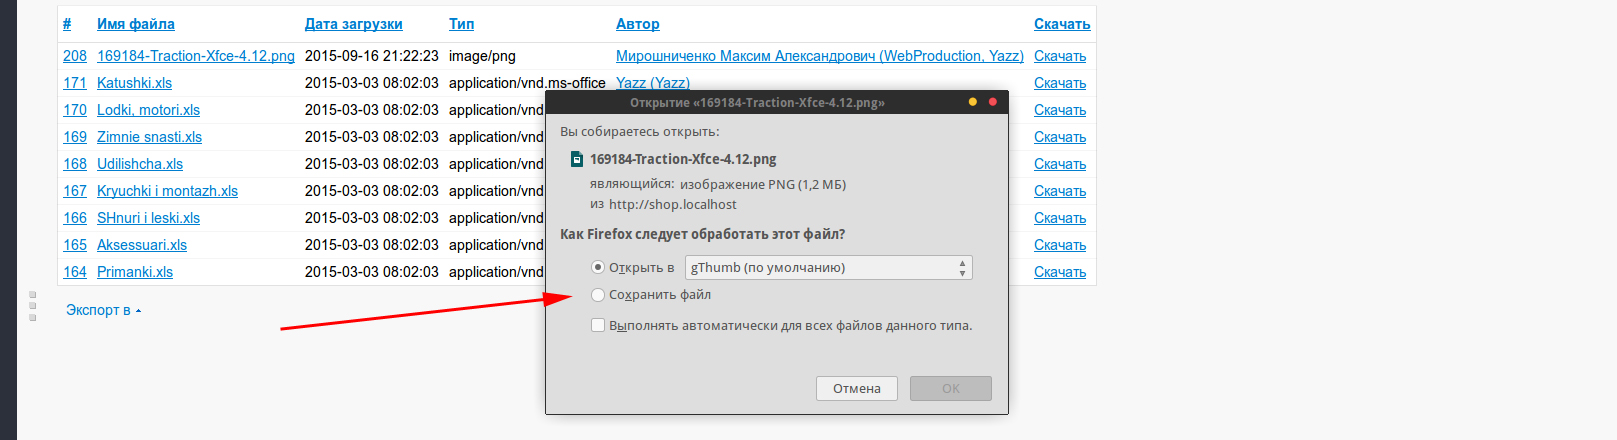 # Имя файла Дата загрузки Тип Автор Скачать
208 169184-Traction-Xfce-4.12.png 2015-09-16 21:22:23 image/png Мирошниченко Максим Александрович (WebProduction, Yazz) Скачать
171 Katushki.xls 2015-03-03 08:02:03 application/vnd.ms-office Yazz (Yazz) Скачать
170 Lodki, motori.xls 2015-03-03 08:02:03 application/vnd Скачать
169 Zimnie snasti.xls 2015-03-03 08:02:03 application/vnd Скачать
168 Udilishcha.xls 2015-03-03 08:02:03 application/vnd Скачать
167 Kryuchki i montazh.xls 2015-03-03 08:02:03 application/vnd Скачать
166 SHnuri i leski.xls 2015-03-03 08:02:03 application/vnd Скачать
165 Aksessuari.xls 2015-03-03 08:02:03 application/vnd Скачать
164 Primanki.xls 2015-03-03 08:02:03 application/vnd Скачать
Экспорт в
Открытие «169184-Traction-Xfce-4.12.png»
Вы собираетесь открыть:
169184-Traction-Xfce-4.12.png
являющийся: изображение PNG (1,2 МБ)
из http://shop.localhost
Как Firefox следует обработать этот файл?
Открыть в gThumb (по умолчанию)
Сохранить файл
Выполнять автоматически для всех файлов данного типа.
Отмена OK